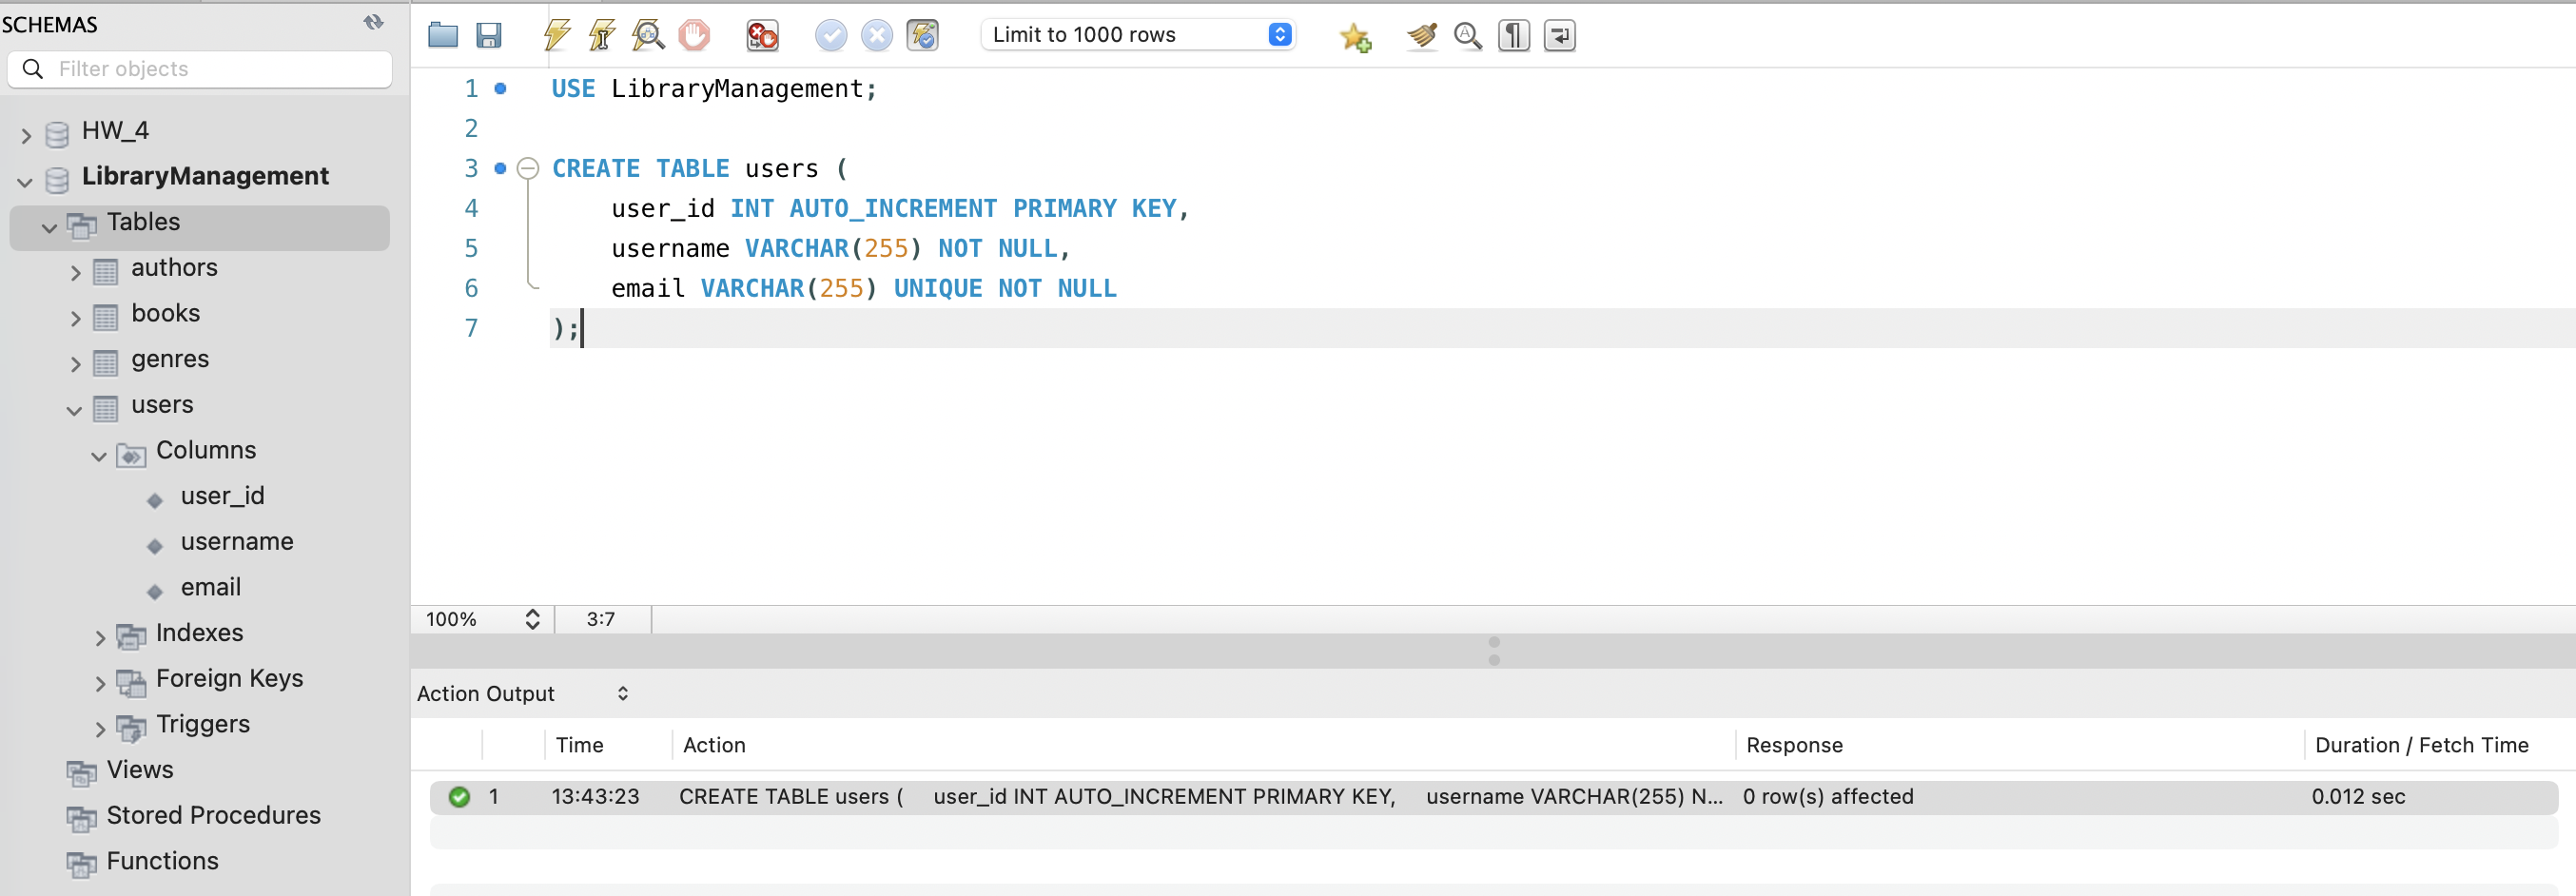 SCHEMAS
Filter objects
HW_4
LibraryManagement
Tables
authors
books
genres
users
Columns
user_id
username
email
Indexes
Foreign Keys
Triggers
Views
Stored Procedures
Functions
Limit to 1000 rows
1 USE LibraryManagement;
2
3 CREATE TABLE users (
4 user_id INT AUTO_INCREMENT PRIMARY KEY,
5 username VARCHAR(255) NOT NULL,
6 email VARCHAR(255) UNIQUE NOT NULL
7 );
100% 3:7
Action Output
Time Action Response Duration / Fetch Time
1 13:43:23 CREATE TABLE users ( user_id INT AUTO_INCREMENT PRIMARY KEY, username VARCHAR(255) N... 0 row(s) affected 0.012 sec